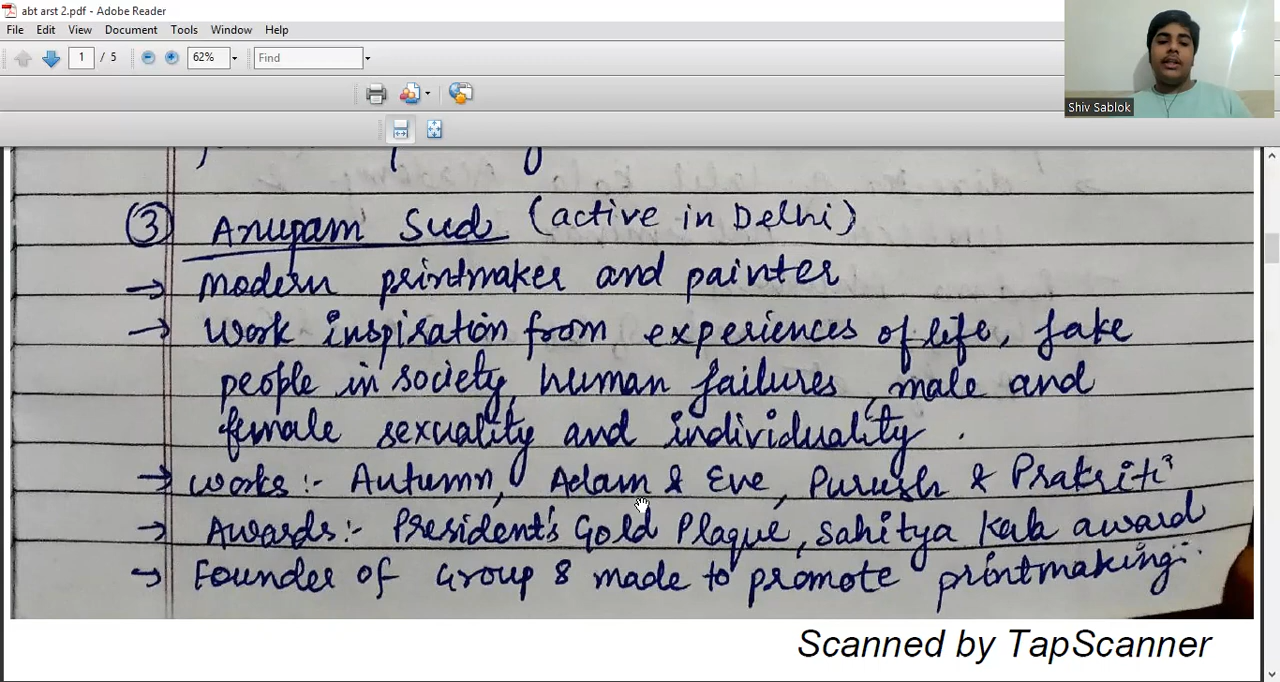 abt arst 2.pdf - Adobe Reader
File Edit View Document Tools Window Help
1 / 5 62% Find
Shiv Sablok
③ Anupam Sud (active in Delhi)
→ Modern printmaker and painter
→ Work inspiration from experiences of life, fake
people in society, human failures, male and
female sexuality and individuality.
→ Works :- Autumn, Adam & Eve, Purush & Prakriti
→ Awards :- President's Gold Plaque, Sahitya Kala award
→ Founder of Group 8 made to promote printmaking.
Scanned by TapScanner